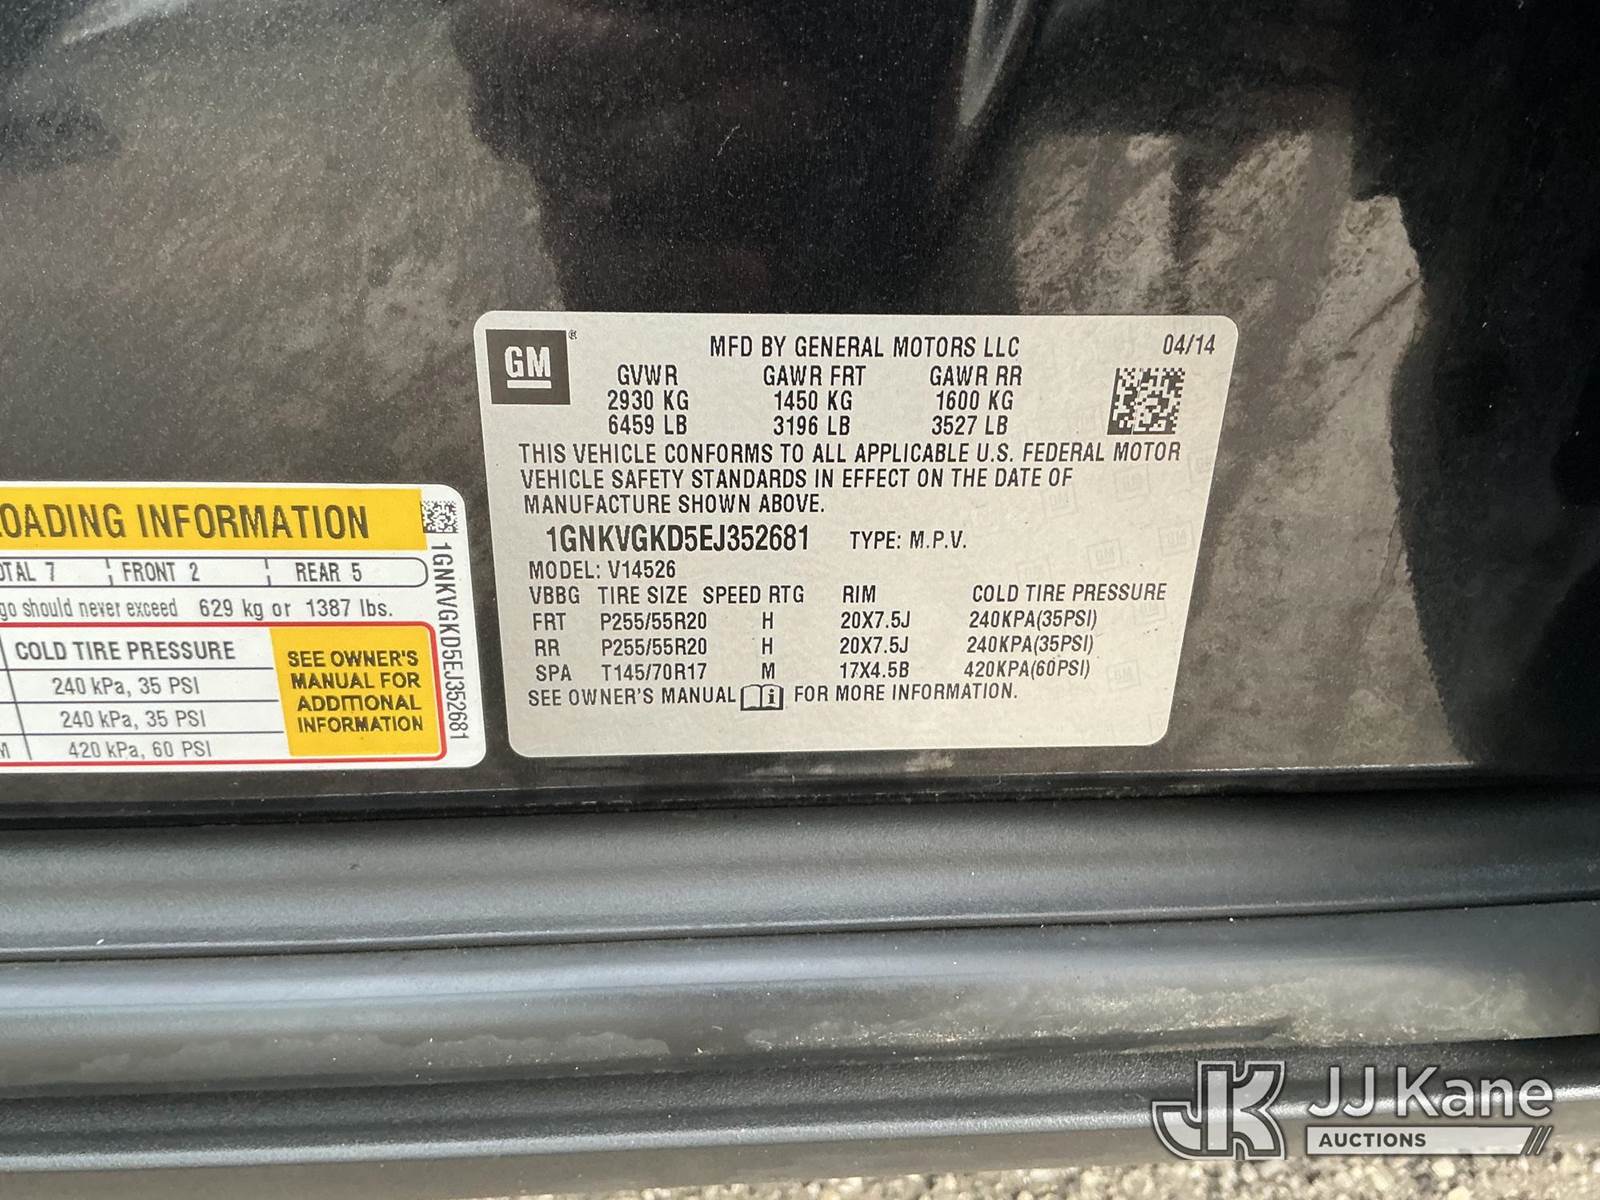 GM
®
MFD BY GENERAL MOTORS LLC 04/14
GVWR GAWR FRT GAWR RR
2930 KG 1450 KG 1600 KG
6459 LB 3196 LB 3527 LB
THIS VEHICLE CONFORMS TO ALL APPLICABLE U.S. FEDERAL MOTOR
VEHICLE SAFETY STANDARDS IN EFFECT ON THE DATE OF
MANUFACTURE SHOWN ABOVE.
1GNKVGKD5EJ352681 TYPE: M.P.V.
MODEL: V14526
VBBG TIRE SIZE SPEED RTG RIM COLD TIRE PRESSURE
FRT P255/55R20 H 20X7.5J 240KPA(35PSI)
RR P255/55R20 H 20X7.5J 240KPA(35PSI)
SPA T145/70R17 M 17X4.5B 420KPA(60PSI)
SEE OWNER'S MANUAL FOR MORE INFORMATION.
OADING INFORMATION
OTAL 7 FRONT 2 REAR 5
go should never exceed 629 kg or 1387 lbs.
COLD TIRE PRESSURE
240 kPa, 35 PSI
240 kPa, 35 PSI
M 420 kPa, 60 PSI
SEE OWNER'S
MANUAL FOR
ADDITIONAL
INFORMATION
1GNKVGKD5EJ352681
JK JJ Kane
AUCTIONS